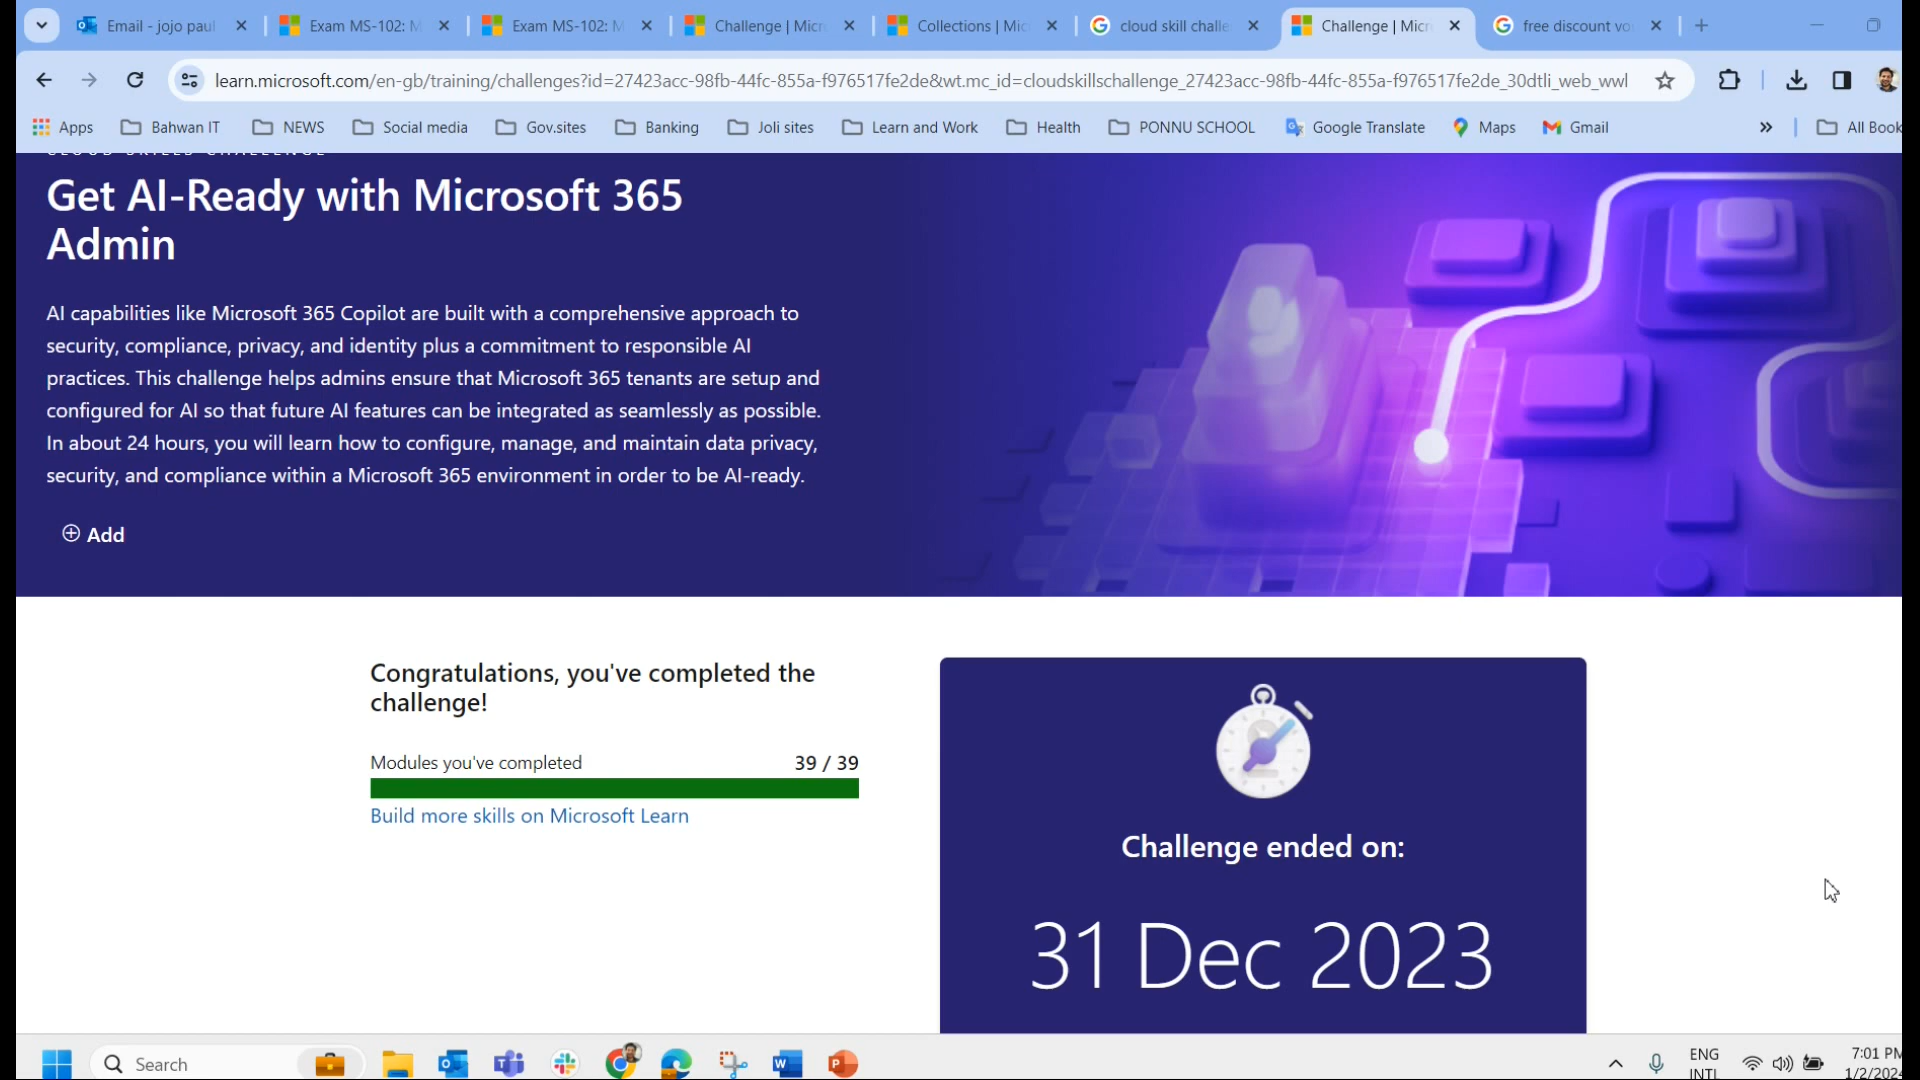 Email - jojo paul
Exam MS-102: M
Exam MS-102: M
Challenge | Micr
Collections | Mic
cloud skill challe
Challenge | Micr
free discount vo
learn.microsoft.com/en-gb/training/challenges?id=27423acc-98fb-44fc-855a-f976517fe2de&wt.mc_id=cloudskillschallenge_27423acc-98fb-44fc-855a-f976517fe2de_30dtli_web_wwl
Apps
Bahwan IT
NEWS
Social media
Gov.sites
Banking
Joli sites
Learn and Work
Health
PONNU SCHOOL
Google Translate
Maps
Gmail
»
All Book
CLOUD SKILLS CHALLENGE
Get AI-Ready with Microsoft 365
Admin
AI capabilities like Microsoft 365 Copilot are built with a comprehensive approach to
security, compliance, privacy, and identity plus a commitment to responsible AI
practices. This challenge helps admins ensure that Microsoft 365 tenants are setup and
configured for AI so that future AI features can be integrated as seamlessly as possible.
In about 24 hours, you will learn how to configure, manage, and maintain data privacy,
security, and compliance within a Microsoft 365 environment in order to be AI-ready.
Add
Congratulations, you've completed the
challenge!
Modules you've completed 39 / 39
Build more skills on Microsoft Learn
Challenge ended on:
31 Dec 2023
Search
ENG
INTL
7:01 PM
1/2/2024